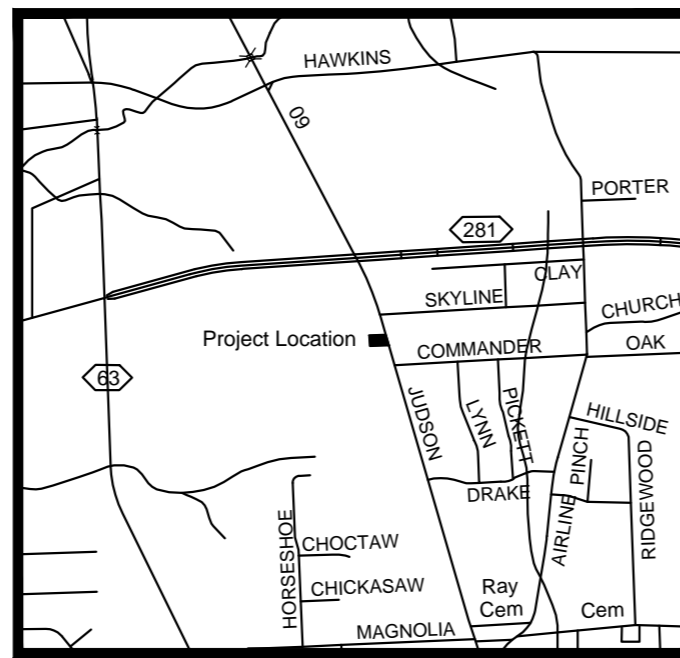 HAWKINS
60
PORTER
281
CLAY
SKYLINE
CHURCH
Project Location
COMMANDER
OAK
63
JUDSON
LYNN
PICKETT
HILLSIDE
PINCH
DRAKE
AIRLINE
RIDGEWOOD
HORSESHOE
CHOCTAW
CHICKASAW
Ray
Cem
Cem
MAGNOLIA